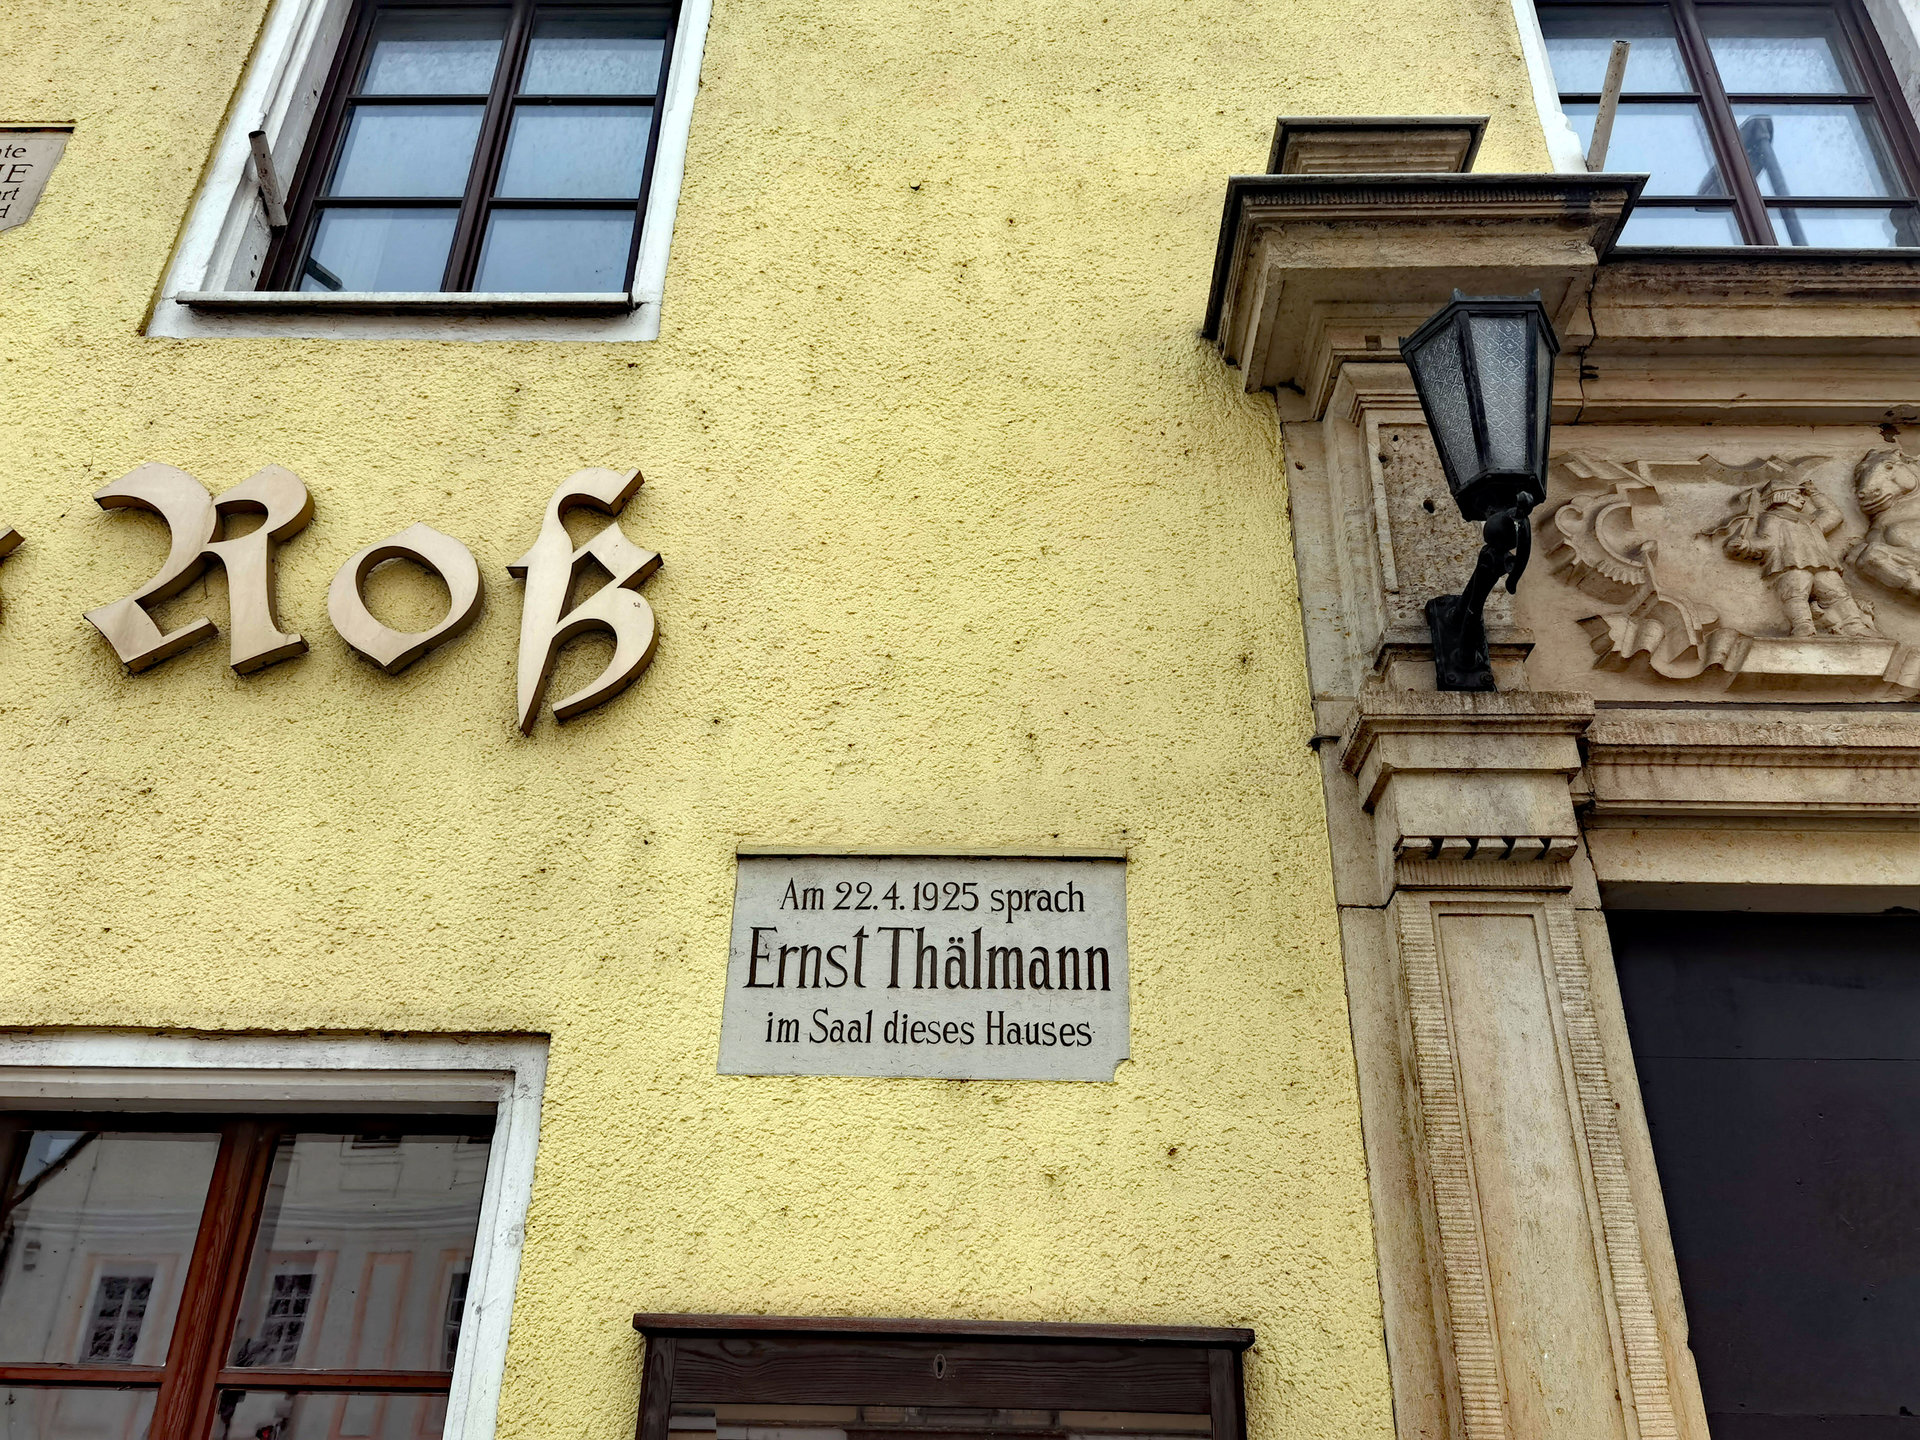 Roß
Am 22.4.1925 sprach
Ernst Thälmann
im Saal dieses Hauses